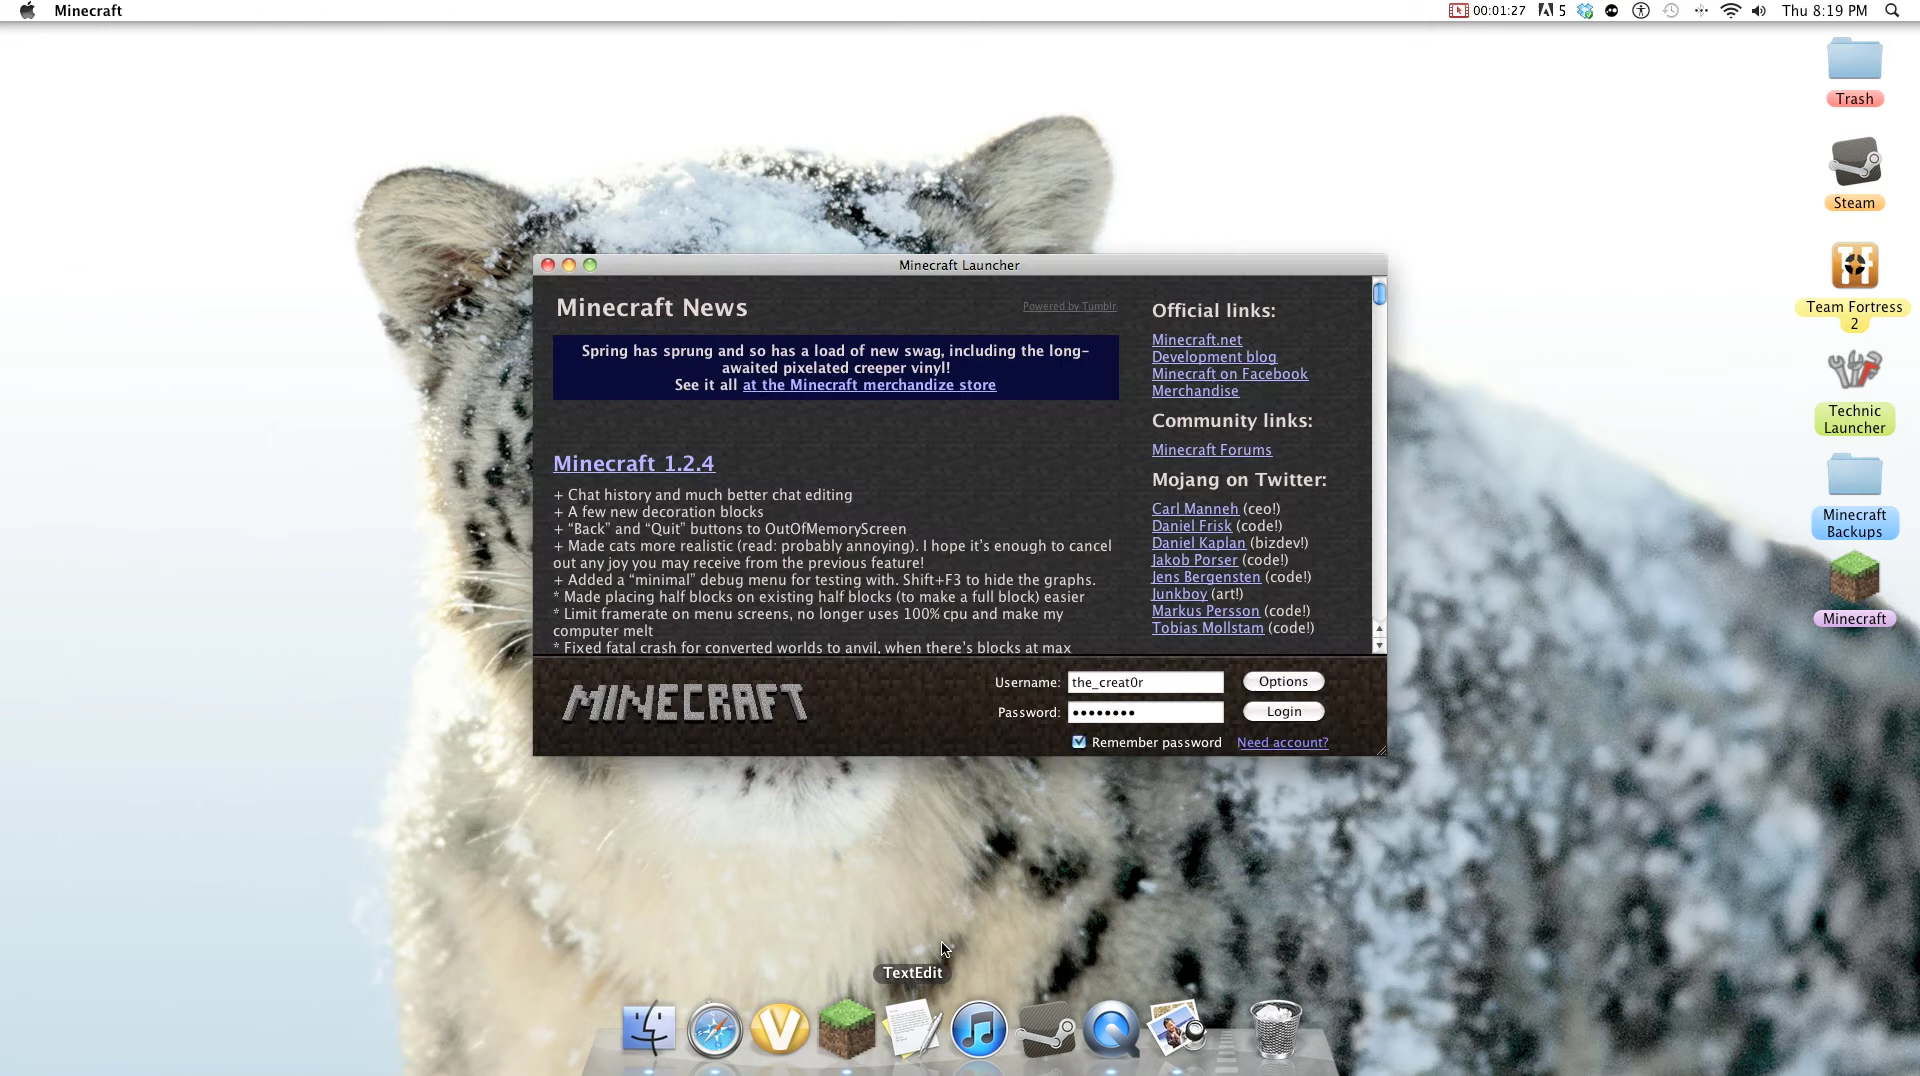 Minecraft
00:01:27
5
Thu 8:19 PM
Trash
Steam
Team Fortress
2
Technic
Launcher
Minecraft
Backups
Minecraft
Minecraft Launcher
Minecraft News
Powered by Tumblr
Spring has sprung and so has a load of new swag, including the long-
awaited pixelated creeper vinyl!
See it all at the Minecraft merchandize store
Minecraft 1.2.4
+ Chat history and much better chat editing
+ A few new decoration blocks
+ “Back” and “Quit” buttons to OutOfMemoryScreen
+ Made cats more realistic (read: probably annoying). I hope it’s enough to cancel
out any joy you may receive from the previous feature!
+ Added a “minimal” debug menu for testing with. Shift+F3 to hide the graphs.
* Made placing half blocks on existing half blocks (to make a full block) easier
* Limit framerate on menu screens, no longer uses 100% cpu and make my
computer melt
* Fixed fatal crash for converted worlds to anvil, when there’s blocks at max
Official links:
Minecraft.net
Development blog
Minecraft on Facebook
Merchandise
Community links:
Minecraft Forums
Mojang on Twitter:
Carl Manneh (ceo!)
Daniel Frisk (code!)
Daniel Kaplan (bizdev!)
Jakob Porser (code!)
Jens Bergensten (code!)
Junkboy (art!)
Markus Persson (code!)
Tobias Mollstam (code!)
MINECRAFT
Username: the_creat0r
Options
Password: ••••••••
Login
Remember password
Need account?
TextEdit